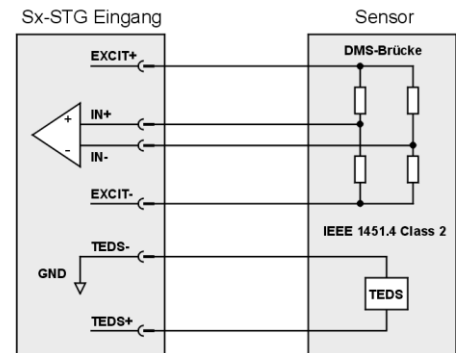 Sx-STG Eingang
Sensor
EXCIT+
DMS-Brücke
IN+
+
-
IN-
EXCIT-
IEEE 1451.4 Class 2
TEDS-
GND
TEDS
TEDS+